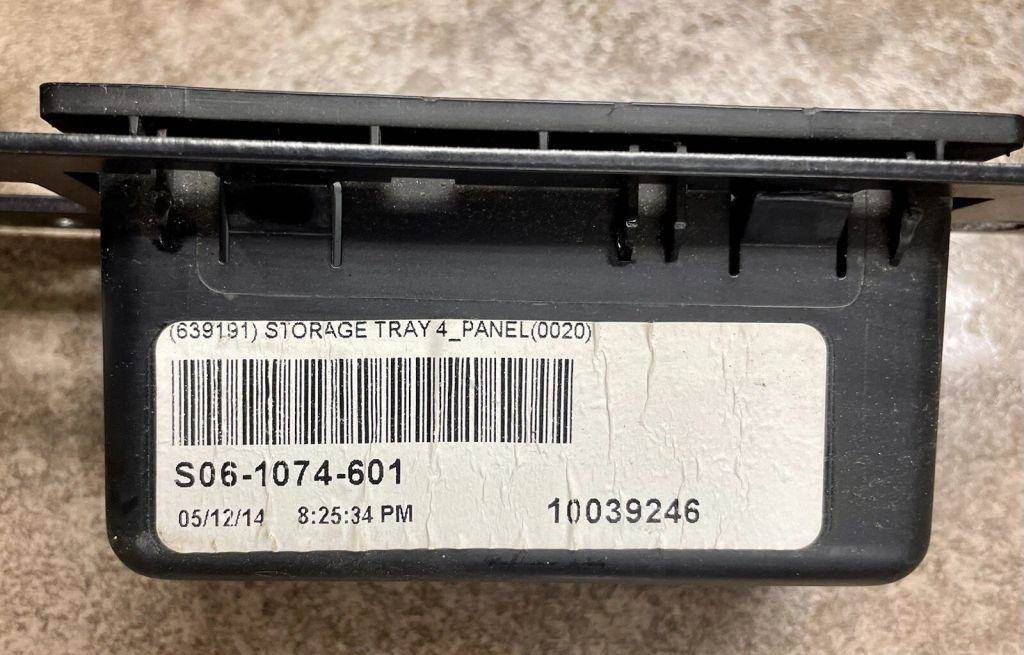 (639191) STORAGE TRAY 4_PANEL(0020)
S06-1074-601
05/12/14 8:25:34 PM 10039246